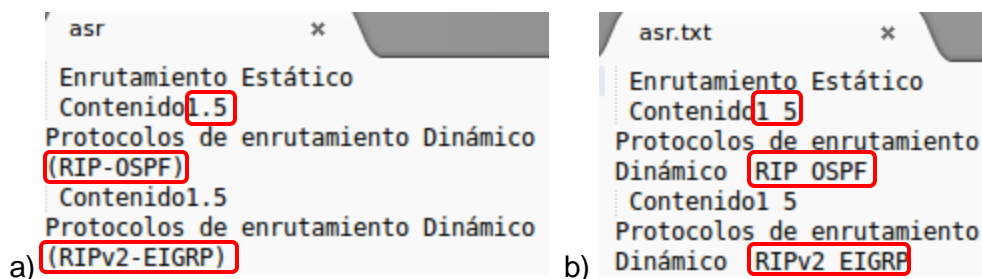 asr ×
Enrutamiento Estático
Contenido1.5
Protocolos de enrutamiento Dinámico
(RIP-OSPF)
Contenido1.5
Protocolos de enrutamiento Dinámico
(RIPv2-EIGRP)
a)
asr.txt ×
Enrutamiento Estático
Contenido1 5
Protocolos de enrutamiento
Dinámico  RIP OSPF
Contenido1 5
Protocolos de enrutamiento
Dinámico  RIPv2 EIGRP
b)